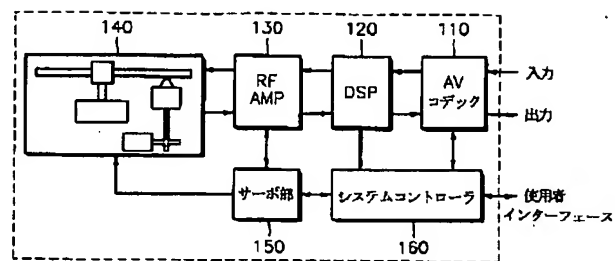 140
130
120
110
RF
AMP
DSP
AV
コデック
入力
出力
サーボ部
システムコントローラ
使用者
インターフェース
150
160